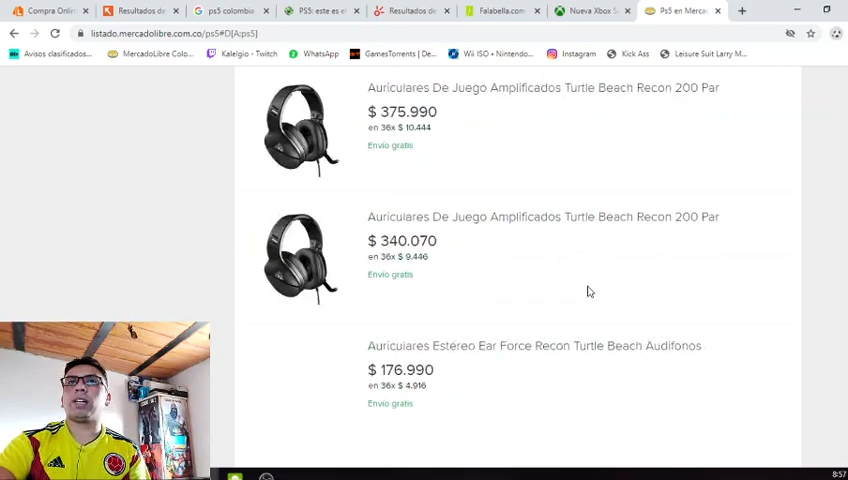 Compra Onlin
Resultados de
ps5 colombia
PS5: este es el
Resultados de
Falabella.com
Nueva Xbox S
Ps5 en Merca
listado.mercadolibre.com.co/ps5#D[A:ps5]
Avisos clasificados...
MercadoLibre Colo...
Kalelgio - Twitch
WhatsApp
GamesTorrents | De...
Wii ISO • Nintendo...
Instagram
Kick Ass
Leisure Suit Larry M...
Auriculares De Juego Amplificados Turtle Beach Recon 200 Par
$ 375.990
en 36x $ 10.444
Envío gratis
Auriculares De Juego Amplificados Turtle Beach Recon 200 Par
$ 340.070
en 36x $ 9.446
Envío gratis
Auriculares Estéreo Ear Force Recon Turtle Beach Audifonos
$ 176.990
en 36x $ 4.916
Envío gratis
8:57